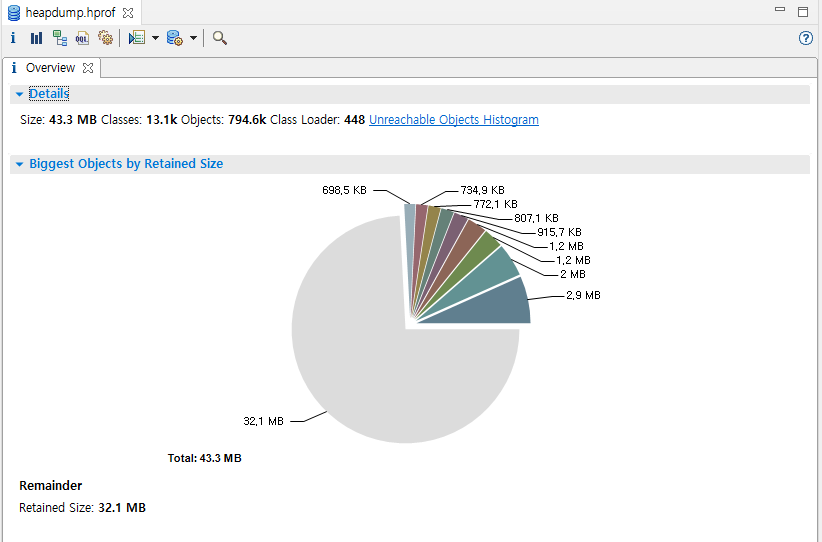 heapdump.hprof
OQL
Overview
Details
Size: 43.3 MB Classes: 13.1k Objects: 794.6k Class Loader: 448 Unreachable Objects Histogram
Biggest Objects by Retained Size
698,5 KB
734,9 KB
772,1 KB
807,1 KB
915,7 KB
1,2 MB
1,2 MB
2 MB
2,9 MB
32,1 MB
Total: 43.3 MB
Remainder
Retained Size: 32.1 MB